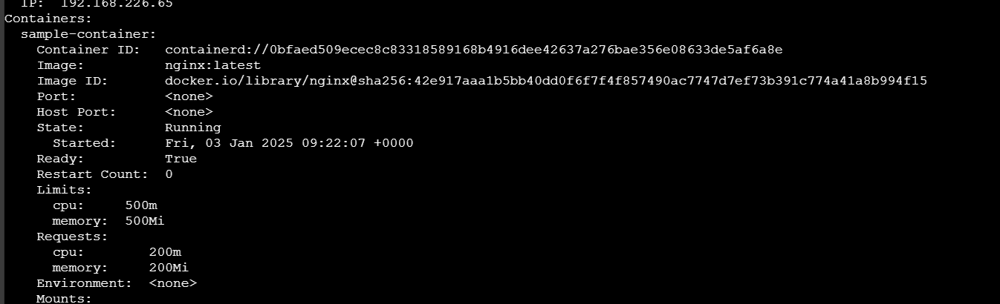 IP:  192.168.226.65
Containers:
  sample-container:
    Container ID:   containerd://0bfaed509ecec8c83318589168b4916dee42637a276bae356e08633de5af6a8e
    Image:          nginx:latest
    Image ID:       docker.io/library/nginx@sha256:42e917aaa1b5bb40dd0f6f7f4f857490ac7747d7ef73b391c774a41a8b994f15
    Port:           <none>
    Host Port:      <none>
    State:          Running
      Started:      Fri, 03 Jan 2025 09:22:07 +0000
    Ready:          True
    Restart Count:  0
    Limits:
      cpu:     500m
      memory:  500Mi
    Requests:
      cpu:        200m
      memory:     200Mi
    Environment:  <none>
    Mounts: